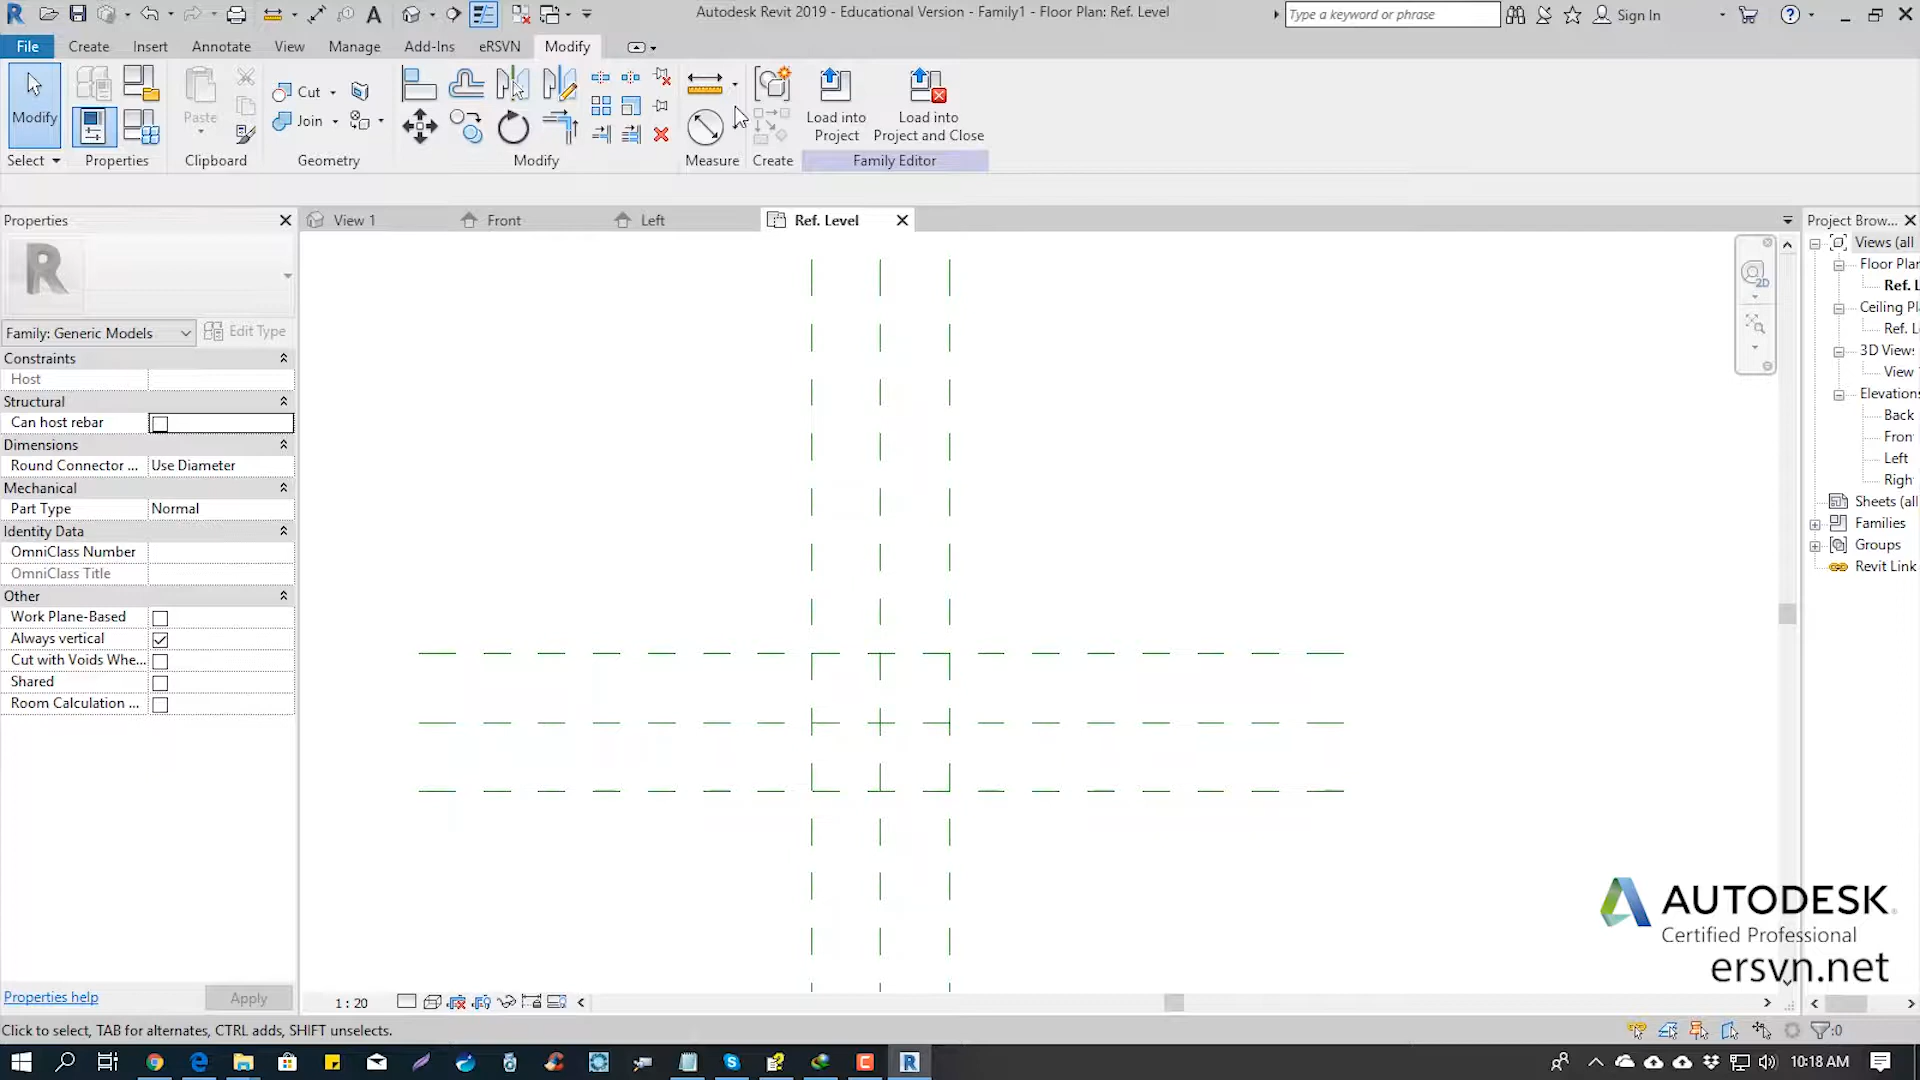 Autodesk Revit 2019 - Educational Version - Family1 - Floor Plan: Ref. Level
Type a keyword or phrase
Sign In
File
Create
Insert
Annotate
View
Manage
Add-Ins
eRSVN
Modify
Modify
Paste
Cut
Join
Load into
Project
Load into
Project and Close
Select
Properties
Clipboard
Geometry
Modify
Measure
Create
Family Editor
Properties
View 1
Front
Left
Ref. Level
Project Brow...
R
Family: Generic Models
Edit Type
Constraints
Host
Structural
Can host rebar
Dimensions
Round Connector ...
Use Diameter
Mechanical
Part Type
Normal
Identity Data
OmniClass Number
OmniClass Title
Other
Work Plane-Based
Always vertical
Cut with Voids Whe...
Shared
Room Calculation ...
Properties help
Apply
2D
Views (all
Floor Plan
Ref. L
Ceiling Pl
Ref. L
3D Views
View
Elevations
Back
Fron
Left
Righ
Sheets (all
Families
Groups
Revit Link
AUTODESK
Certified Professional
ersvn.net
1 : 20
Click to select, TAB for alternates, CTRL adds, SHIFT unselects.
:0
10:18 AM